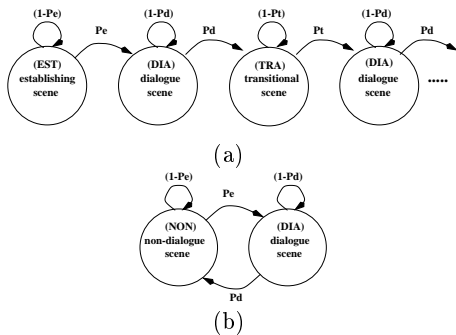 (1-Pe) (1-Pd) (1-Pt) (1-Pd)
Pe Pd Pt Pd
(EST) (DIA) (TRA) (DIA)
establishing dialogue transitional dialogue
scene scene scene scene
.....
(a)
(1-Pe) (1-Pd)
Pe
(NON) (DIA)
non-dialogue dialogue
scene scene
Pd
(b)